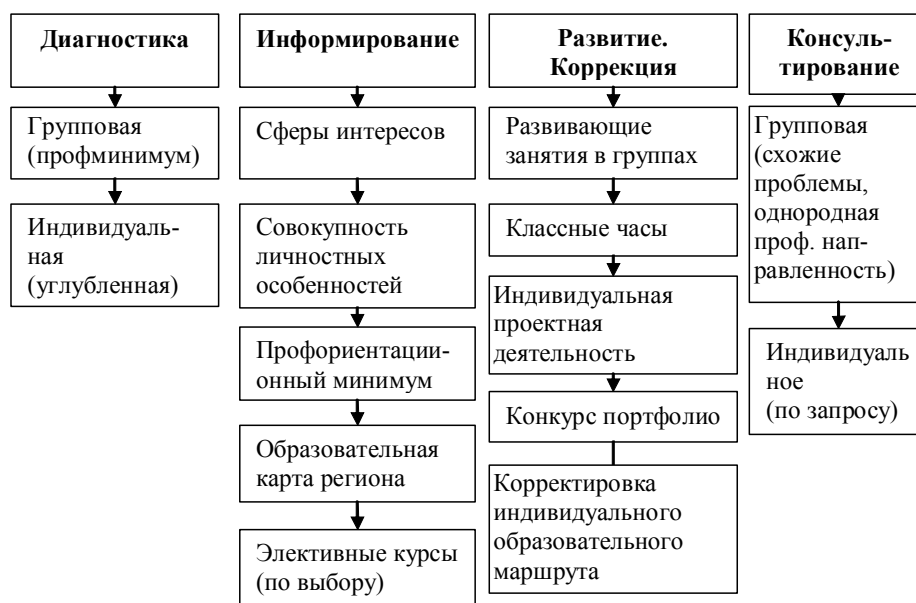 Диагностика
Групповая
(профминимум)
Индивидуаль-
ная
(углубленная)
Информирование
Сферы интересов
Совокупность
личностных
особенностей
Профориентации-
онный минимум
Образовательная
карта региона
Элективные курсы
(по выбору)
Развитие.
Коррекция
Развивающие
занятия в группах
Классные часы
Индивидуальная
проектная
деятельность
Конкурс портфолио
Корректировка
индивидуального
образовательного
маршрута
Консуль-
тирование
Групповая
(схожие
проблемы,
однородная
проф. нап-
равленность)
Индивидуаль
ное
(по запросу)